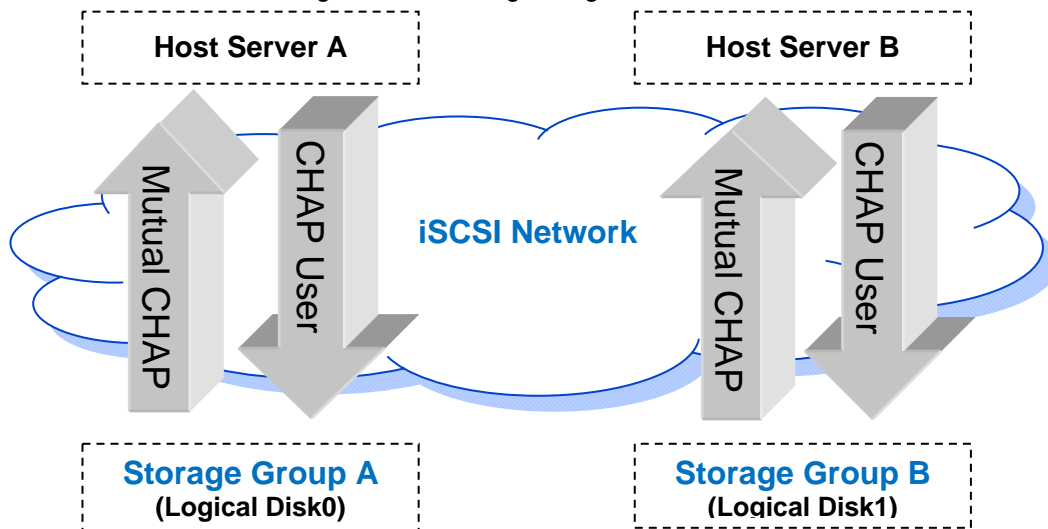 Host Server A
Host Server B
Mutual CHAP
CHAP User
iSCSI Network
Mutual CHAP
CHAP User
Storage Group A
(Logical Disk0)
Storage Group B
(Logical Disk1)